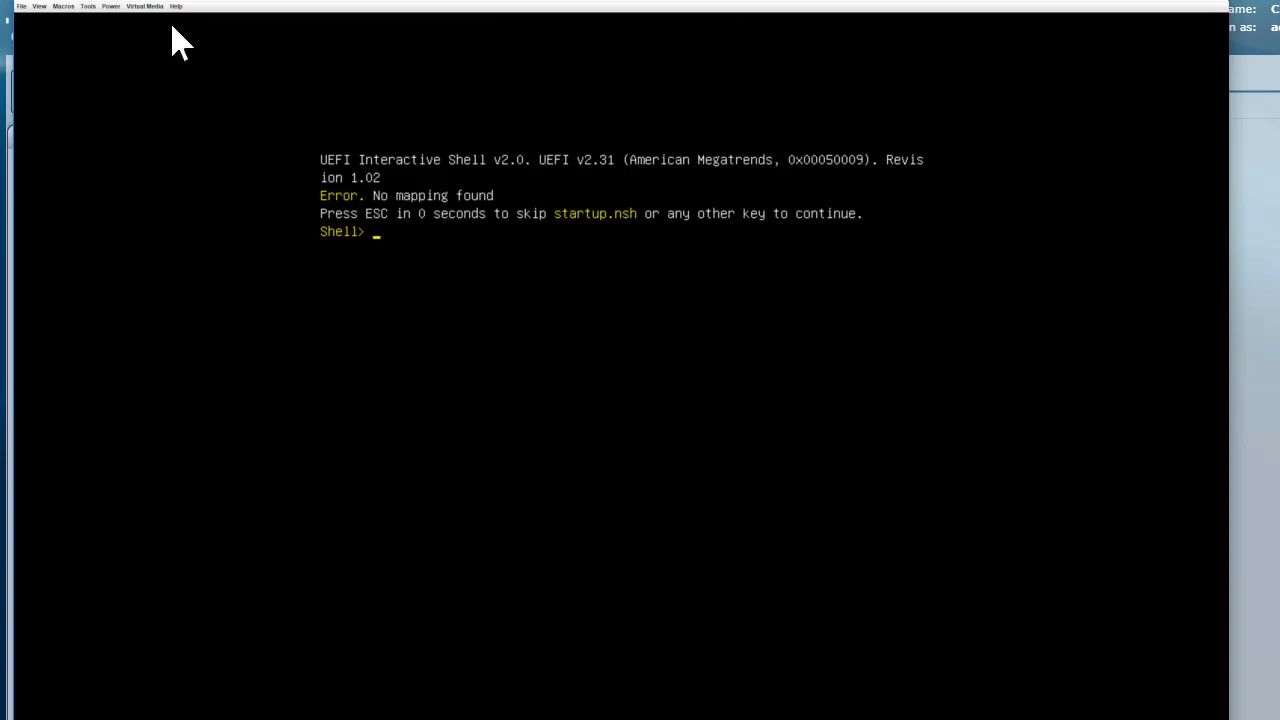 File View Macros Tools Power Virtual Media Help
ame: C
n as: a
UEFI Interactive Shell v2.0. UEFI v2.31 (American Megatrends, 0x00050009). Revis
ion 1.02
Error. No mapping found
Press ESC in 0 seconds to skip startup.nsh or any other key to continue.
Shell> _